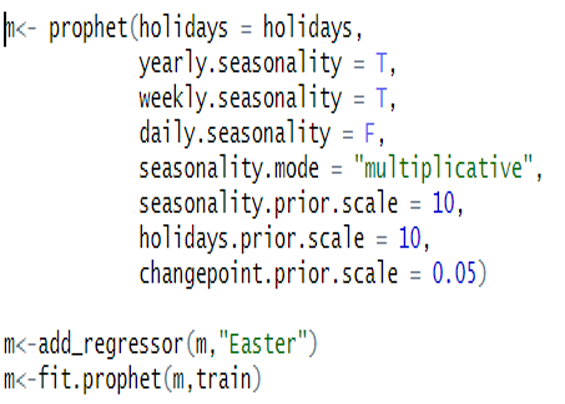 m<- prophet(holidays = holidays,
yearly.seasonality = T,
weekly.seasonality = T,
daily.seasonality = F,
seasonality.mode = "multiplicative",
seasonality.prior.scale = 10,
holidays.prior.scale = 10,
changepoint.prior.scale = 0.05)
m<-add_regressor(m,"Easter")
m<-fit.prophet(m,train)